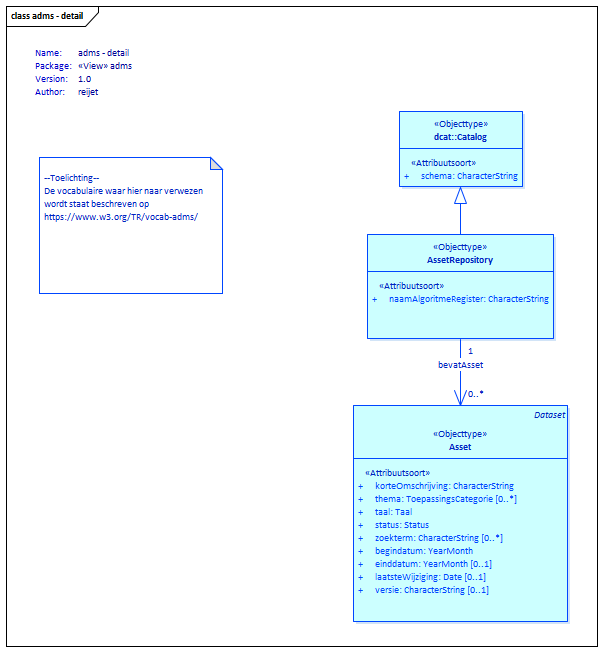 class adms - detail
Name: adms - detail
Package: «View» adms
Version: 1.0
Author: reijet
--Toelichting--
De vocabulaire waar hier naar verwezen
wordt staat beschreven op
https://www.w3.org/TR/vocab-adms/
«Objecttype»
dcat::Catalog
«Attribuutsoort»
+ schema: CharacterString
«Objecttype»
AssetRepository
«Attribuutsoort»
+ naamAlgoritmeRegister: CharacterString
1
bevatAsset
0..*
Dataset
«Objecttype»
Asset
«Attribuutsoort»
+ korteOmschrijving: CharacterString
+ thema: ToepassingsCategorie [0..*]
+ taal: Taal
+ status: Status
+ zoekterm: CharacterString [0..*]
+ begindatum: YearMonth
+ einddatum: YearMonth [0..1]
+ laatsteWijziging: Date [0..1]
+ versie: CharacterString [0..1]